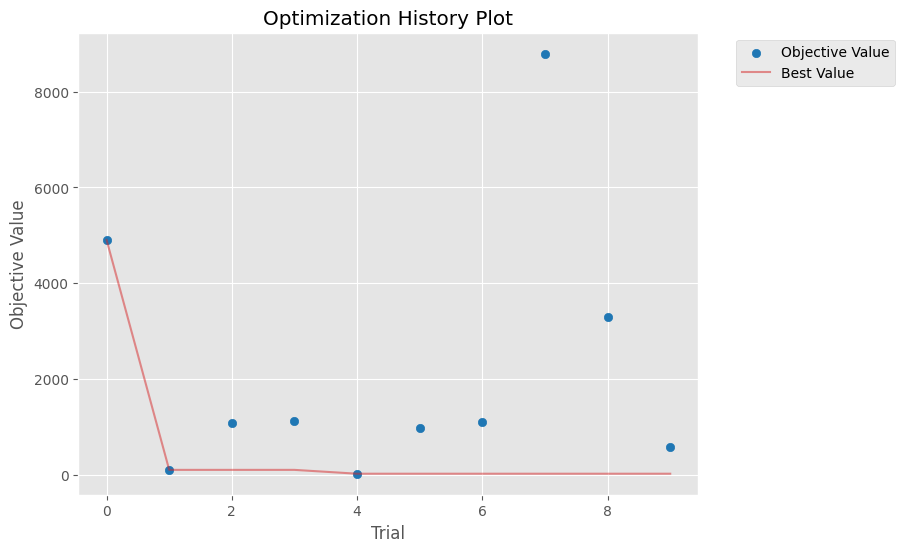 Optimization History Plot
Objective Value
Best Value
8000
6000
4000
2000
0
Objective Value
0
2
4
6
8
Trial